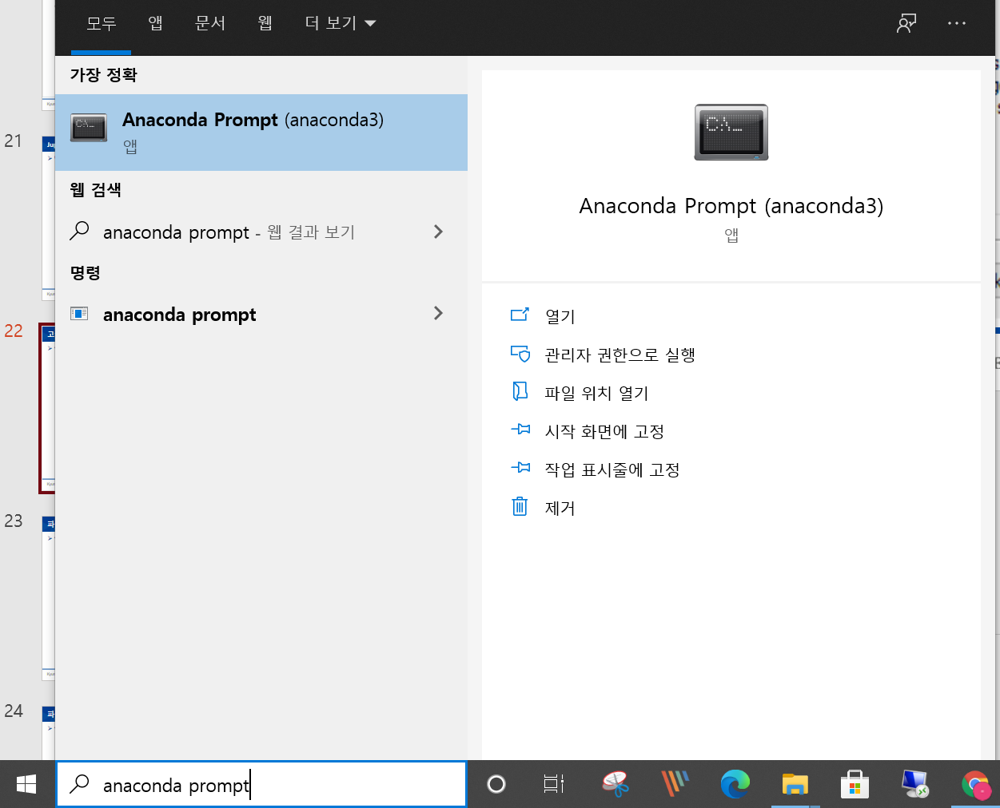 모두 앱 문서 웹 더 보기
가장 정확
Anaconda Prompt (anaconda3)
앱
웹 검색
anaconda prompt - 웹 결과 보기
명령
anaconda prompt
Anaconda Prompt (anaconda3)
앱
열기
관리자 권한으로 실행
파일 위치 열기
시작 화면에 고정
작업 표시줄에 고정
제거
21
22
23
24
anaconda prompt